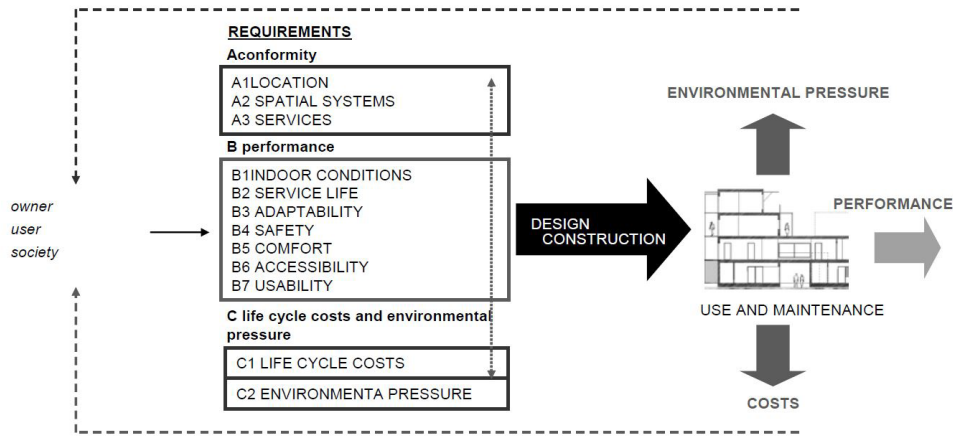 REQUIREMENTS
Aconformity
A1LOCATION
A2 SPATIAL SYSTEMS
A3 SERVICES
B performance
B1INDOOR CONDITIONS
B2 SERVICE LIFE
B3 ADAPTABILITY
B4 SAFETY
B5 COMFORT
B6 ACCESSIBILITY
B7 USABILITY
C life cycle costs and environmental
pressure
C1 LIFE CYCLE COSTS
C2 ENVIRONMENTA PRESSURE
owner
user
society
DESIGN
CONSTRUCTION
ENVIRONMENTAL PRESSURE
PERFORMANCE
USE AND MAINTENANCE
COSTS